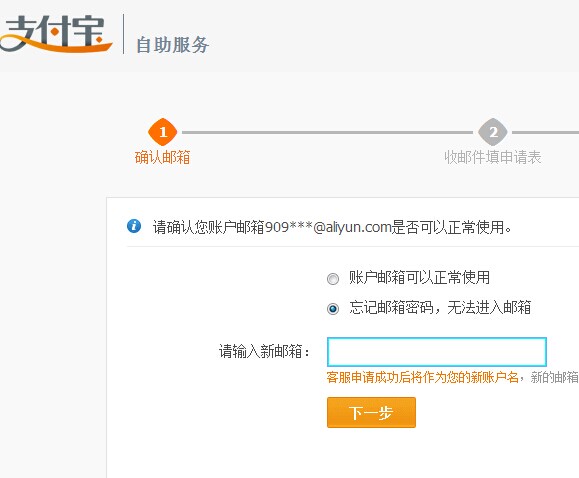 支付宝 自助服务
1 2
确认邮箱 收邮件填申请表
请确认您账户邮箱909***@aliyun.com是否可以正常使用。
账户邮箱可以正常使用
忘记邮箱密码，无法进入邮箱
请输入新邮箱：
客服申请成功后将作为您的新账户名，新的邮箱
下一步